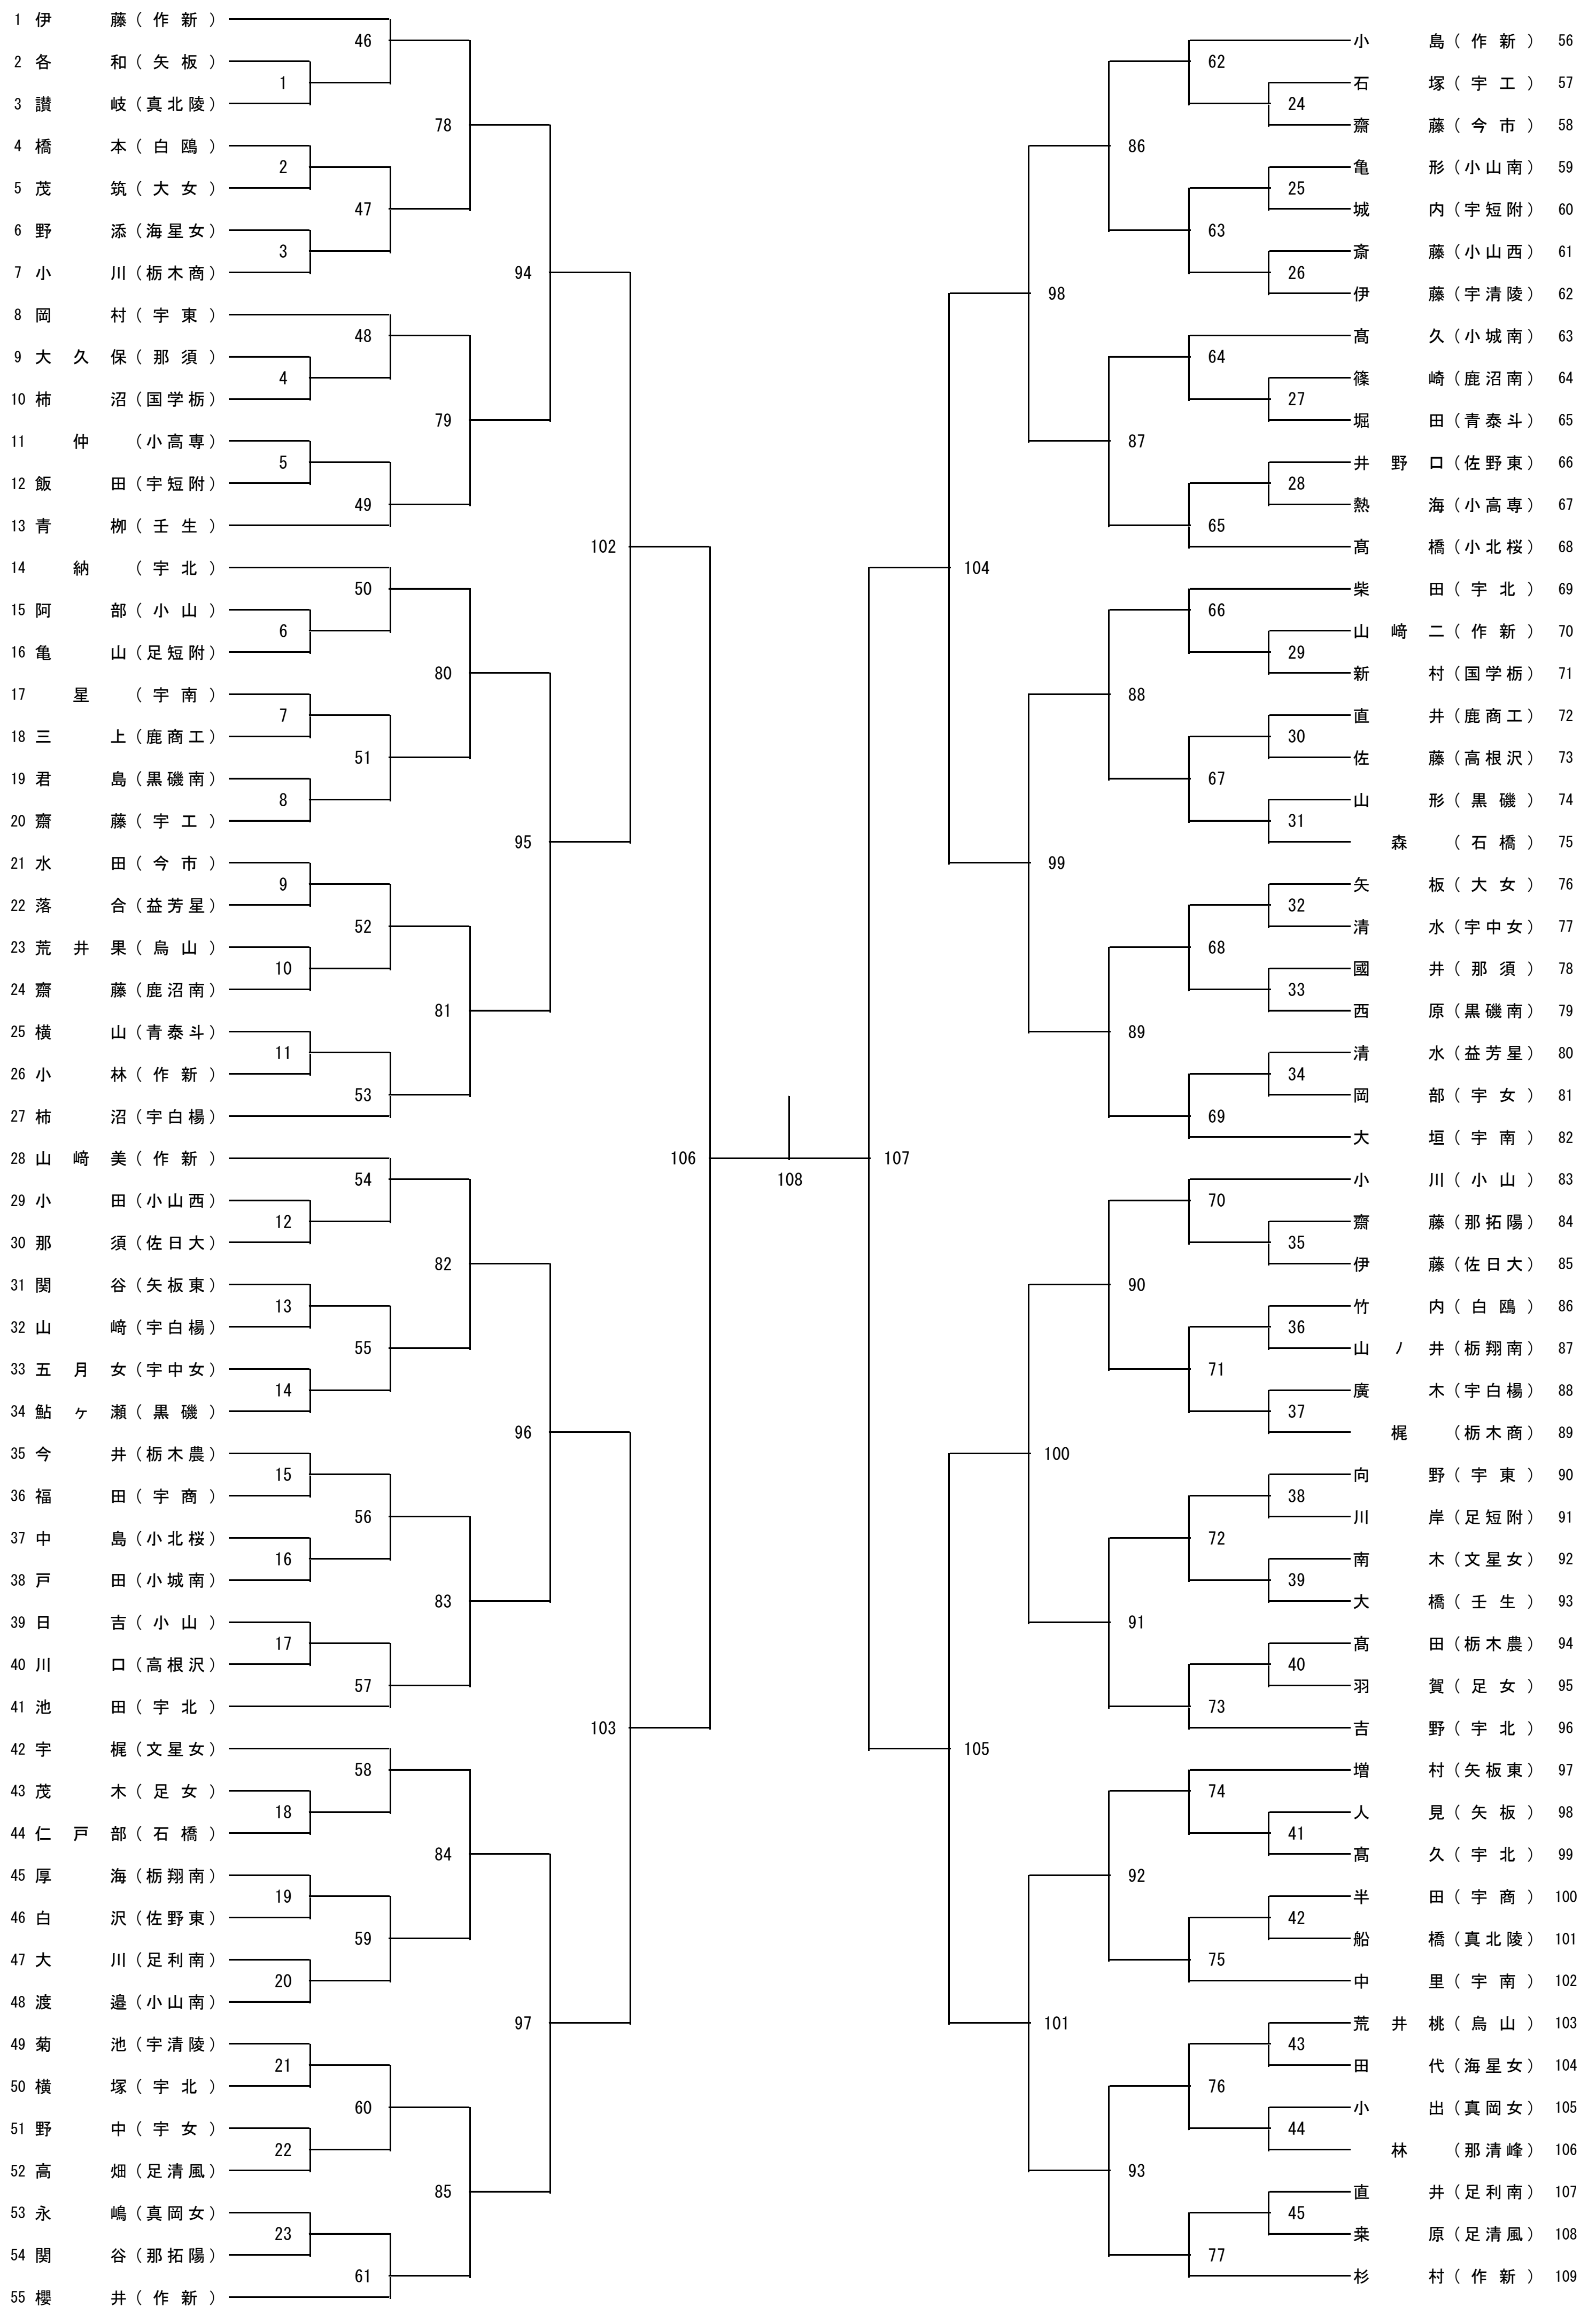 1 伊藤（作新）
2 各和（矢板）
3 讃岐（真北陵）
4 橋本（白鴎）
5 茂筑（大女）
6 野添（海星女）
7 小川（栃木商）
8 岡村（宇東）
9 大久保（那須）
10 柿沼（国学栃）
11 仲（小高専）
12 飯田（宇短附）
13 青栁（壬生）
14 納（宇北）
15 阿部（小山）
16 亀山（足短附）
17 星（宇南）
18 三上（鹿商工）
19 君島（黒磯南）
20 齋藤（宇工）
21 水田（今市）
22 落合（益芳星）
23 荒井果（烏山）
24 齋藤（鹿沼南）
25 横山（青泰斗）
26 小林（作新）
27 柿沼（宇白楊）
28 山﨑美（作新）
29 小田（小山西）
30 那須（佐日大）
31 関谷（矢板東）
32 山﨑（宇白楊）
33 五月女（宇中女）
34 鮎ヶ瀬（黒磯）
35 今井（栃木農）
36 福田（宇商）
37 中島（小北桜）
38 戸田（小城南）
39 日吉（小山）
40 川口（高根沢）
41 池田（宇北）
42 宇梶（文星女）
43 茂木（足女）
44 仁戸部（石橋）
45 厚海（栃翔南）
46 白沢（佐野東）
47 大川（足利南）
48 渡邉（小山南）
49 菊池（宇清陵）
50 横塚（宇北）
51 野中（宇女）
52 高畑（足清風）
53 永嶋（真岡女）
54 関谷（那拓陽）
55 櫻井（作新）
1
2
3
4
5
6
7
8
9
10
11
12
13
14
15
16
17
18
19
20
21
22
23
46
47
48
49
50
51
52
53
54
55
56
57
58
59
60
61
78
79
80
81
82
83
84
85
94
95
96
97
102
103
106
108
107
104
105
98
99
100
101
86
87
88
89
90
91
92
93
62
63
64
65
66
67
68
69
70
71
72
73
74
75
76
77
24
25
26
27
28
29
30
31
32
33
34
35
36
37
38
39
40
41
42
43
44
45
小島（作新） 56
石塚（宇工） 57
齋藤（今市） 58
亀形（小山南） 59
城内（宇短附） 60
斎藤（小山西） 61
伊藤（宇清陵） 62
髙久（小城南） 63
篠崎（鹿沼南） 64
堀田（青泰斗） 65
井野口（佐野東） 66
熱海（小高専） 67
髙橋（小北桜） 68
柴田（宇北） 69
山﨑二（作新） 70
新村（国学栃） 71
直井（鹿商工） 72
佐藤（高根沢） 73
山形（黒磯） 74
森（石橋） 75
矢板（大女） 76
清水（宇中女） 77
國井（那須） 78
西原（黒磯南） 79
清水（益芳星） 80
岡部（宇女） 81
大垣（宇南） 82
小川（小山） 83
齋藤（那拓陽） 84
伊藤（佐日大） 85
竹内（白鴎） 86
山ノ井（栃翔南） 87
廣木（宇白楊） 88
梶（栃木商） 89
向野（宇東） 90
川岸（足短附） 91
南木（文星女） 92
大橋（壬生） 93
髙田（栃木農） 94
羽賀（足女） 95
吉野（宇北） 96
増村（矢板東） 97
人見（矢板） 98
髙久（宇北） 99
半田（宇商） 100
船橋（真北陵） 101
中里（宇南） 102
荒井桃（烏山） 103
田代（海星女） 104
小出（真岡女） 105
林（那清峰） 106
直井（足利南） 107
桒原（足清風） 108
杉村（作新） 109